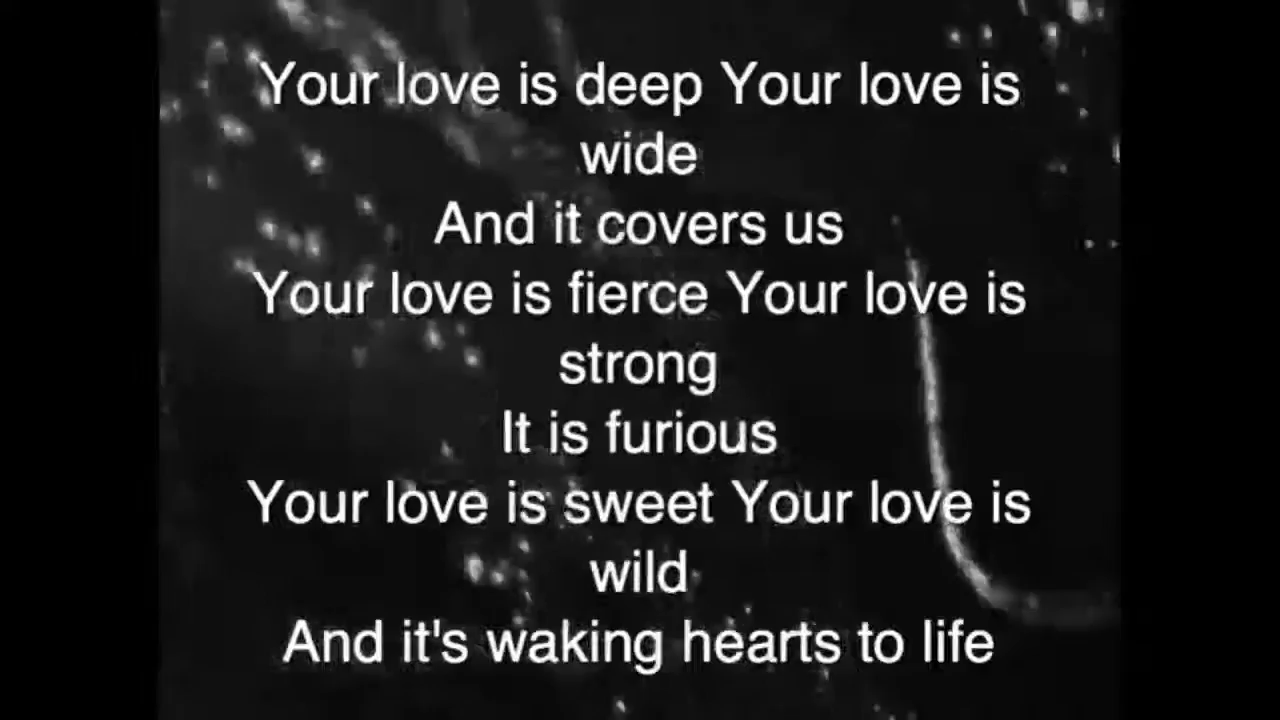 Your love is deep Your love is
wide
And it covers us
Your love is fierce Your love is
strong
It is furious
Your love is sweet Your love is
wild
And it's waking hearts to life